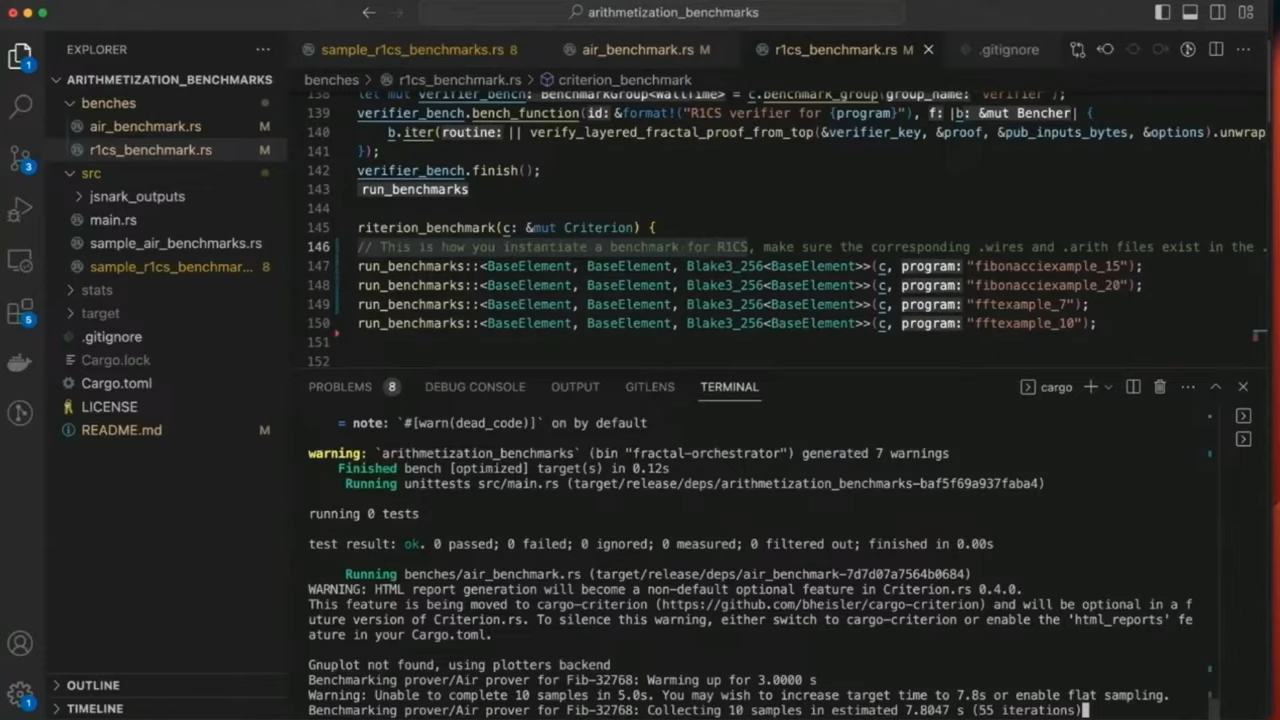 arithmetization_benchmarks
EXPLORER
sample_r1cs_benchmarks.rs 8
air_benchmark.rs M
r1cs_benchmark.rs M
.gitignore
ARITHMETIZATION_BENCHMARKS
benches
air_benchmark.rs M
r1cs_benchmark.rs M
src
jsnark_outputs
main.rs
sample_air_benchmarks.rs
sample_r1cs_benchmar... 8
stats
target
.gitignore
Cargo.lock
Cargo.toml
LICENSE
README.md M
OUTLINE
TIMELINE
1
3
5
1
benches > r1cs_benchmark.rs > criterion_benchmark
138 let mut verifier_bench: BenchmarkGroup<WallTime> = c.benchmark_group(group_name: "verifier");
139 verifier_bench.bench_function(id: &format!("R1CS verifier for {program}"), f: |b: &mut Bencher| {
140 b.iter(routine: || verify_layered_fractal_proof_from_top(&verifier_key, &proof, &pub_inputs_bytes, &options).unwrap
141 });
142 verifier_bench.finish();
143 run_benchmarks
144
145 riterion_benchmark(c: &mut Criterion) {
146 // This is how you instantiate a benchmark for R1CS, make sure the corresponding .wires and .arith files exist in the .
147 run_benchmarks::<BaseElement, BaseElement, Blake3_256<BaseElement>>(c, program: "fibonacciexample_15");
148 run_benchmarks::<BaseElement, BaseElement, Blake3_256<BaseElement>>(c, program: "fibonacciexample_20");
149 run_benchmarks::<BaseElement, BaseElement, Blake3_256<BaseElement>>(c, program: "fftexample_7");
150 run_benchmarks::<BaseElement, BaseElement, Blake3_256<BaseElement>>(c, program: "fftexample_10");
151
152
PROBLEMS 8 DEBUG CONSOLE OUTPUT GITLENS TERMINAL cargo
= note: `#[warn(dead_code)]` on by default
warning: `arithmetization_benchmarks` (bin "fractal-orchestrator") generated 7 warnings
Finished bench [optimized] target(s) in 0.12s
Running unittests src/main.rs (target/release/deps/arithmetization_benchmarks-baf5f69a937faba4)
running 0 tests
test result: ok. 0 passed; 0 failed; 0 ignored; 0 measured; 0 filtered out; finished in 0.00s
Running benches/air_benchmark.rs (target/release/deps/air_benchmark-7d7d07a7564b0684)
WARNING: HTML report generation will become a non-default optional feature in Criterion.rs 0.4.0.
This feature is being moved to cargo-criterion (https://github.com/bheisler/cargo-criterion) and will be optional in a f
uture version of Criterion.rs. To silence this warning, either switch to cargo-criterion or enable the 'html_reports' fe
ature in your Cargo.toml.
Gnuplot not found, using plotters backend
Benchmarking prover/Air prover for Fib-32768: Warming up for 3.0000 s
Warning: Unable to complete 10 samples in 5.0s. You may wish to increase target time to 7.8s or enable flat sampling.
Benchmarking prover/Air prover for Fib-32768: Collecting 10 samples in estimated 7.8047 s (55 iterations)